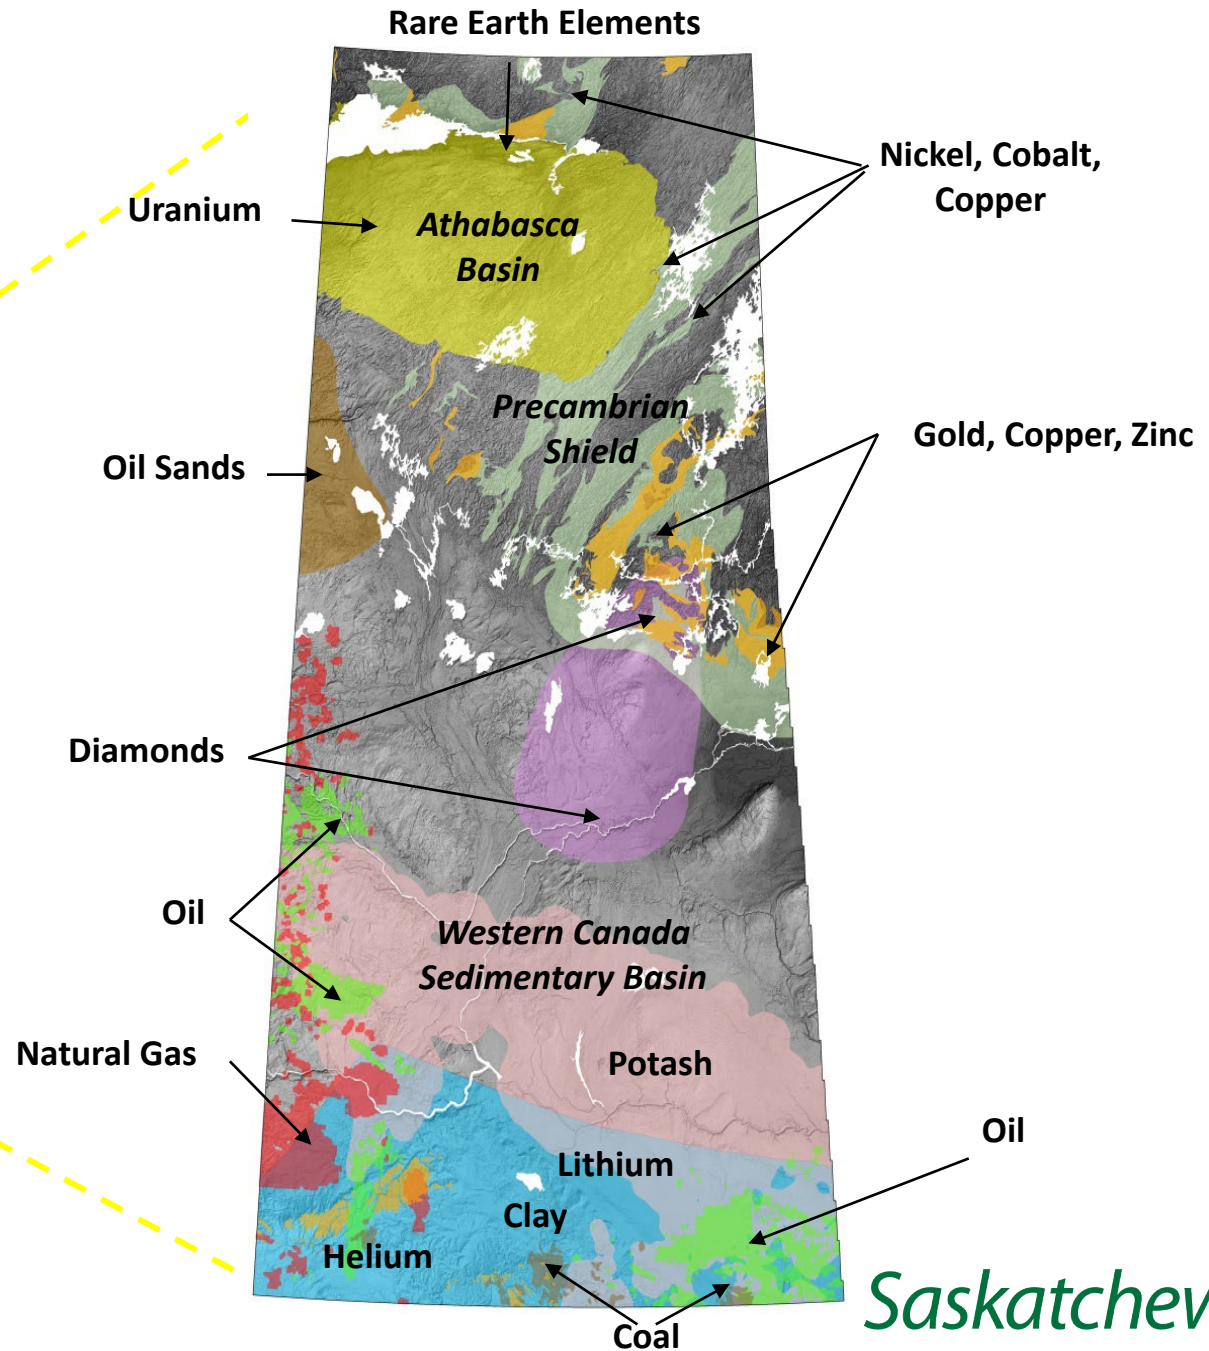 Rare Earth Elements
Nickel, Cobalt,
Copper
Uranium
Athabasca
Basin
Precambrian
Shield
Gold, Copper, Zinc
Oil Sands
Diamonds
Oil
Western Canada
Sedimentary Basin
Natural Gas
Potash
Oil
Lithium
Clay
Helium
Coal
Saskatchew